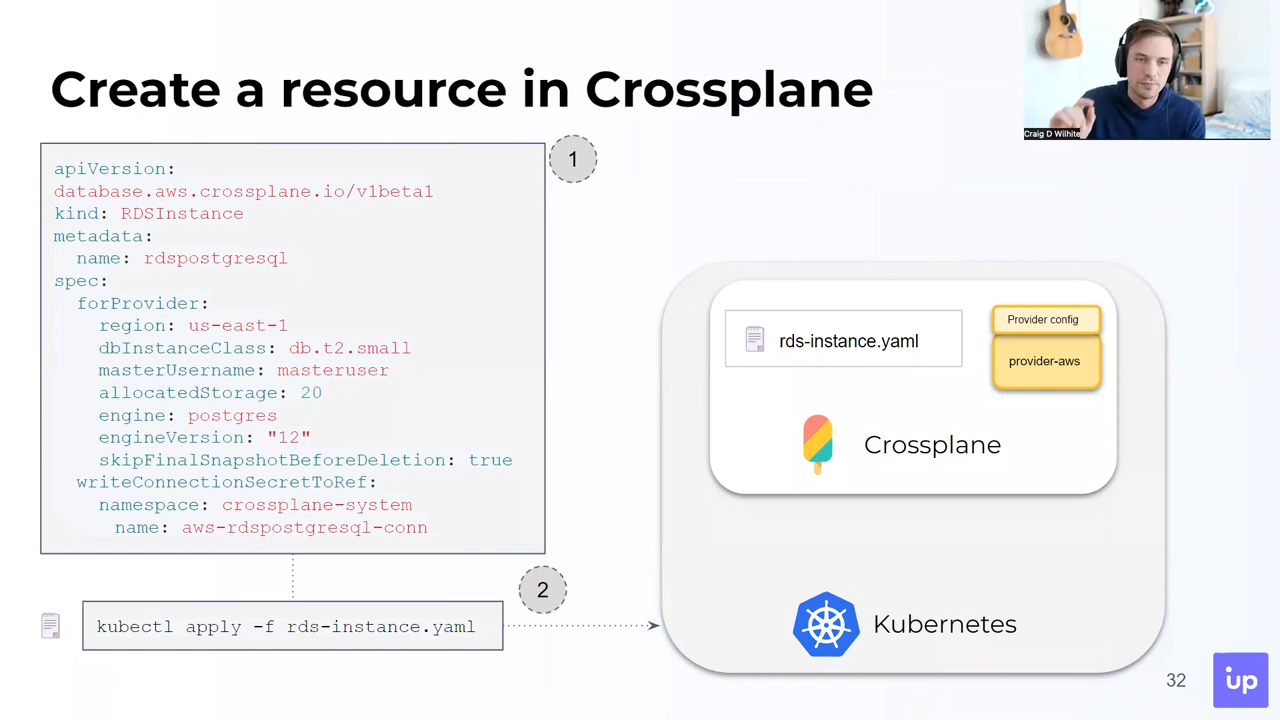 Create a resource in Crossplane
Craig D Wilhite
1
apiVersion:
database.aws.crossplane.io/v1beta1
kind: RDSInstance
metadata:
name: rdspostgresql
spec:
forProvider:
region: us-east-1
dbInstanceClass: db.t2.small
masterUsername: masteruser
allocatedStorage: 20
engine: postgres
engineVersion: "12"
skipFinalSnapshotBeforeDeletion: true
writeConnectionSecretToRef:
namespace: crossplane-system
name: aws-rdspostgresql-conn
2
kubectl apply -f rds-instance.yaml
rds-instance.yaml
Provider config
provider-aws
Crossplane
Kubernetes
32
up